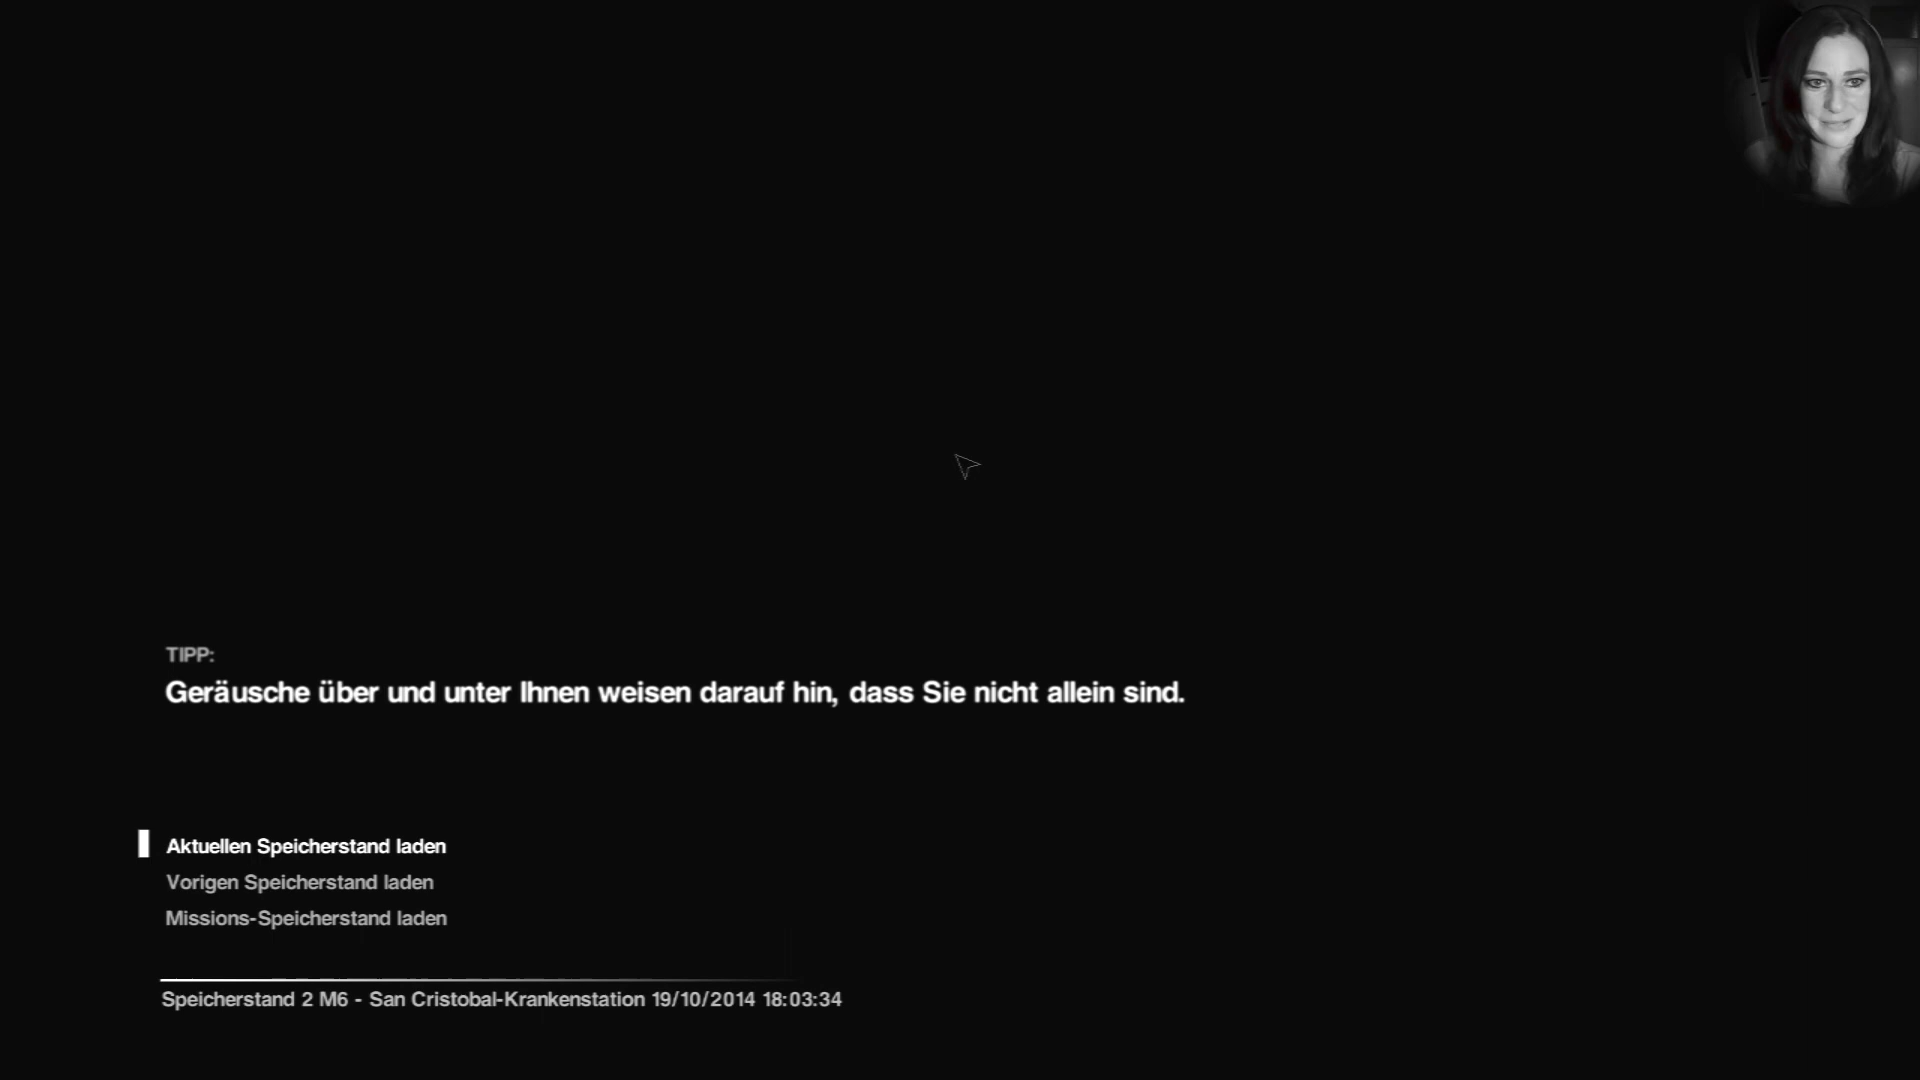 TIPP:
Geräusche über und unter Ihnen weisen darauf hin, dass Sie nicht allein sind.
Aktuellen Speicherstand laden
Vorigen Speicherstand laden
Missions-Speicherstand laden
Speicherstand 2 M6 - San Cristobal-Krankenstation 19/10/2014 18:03:34